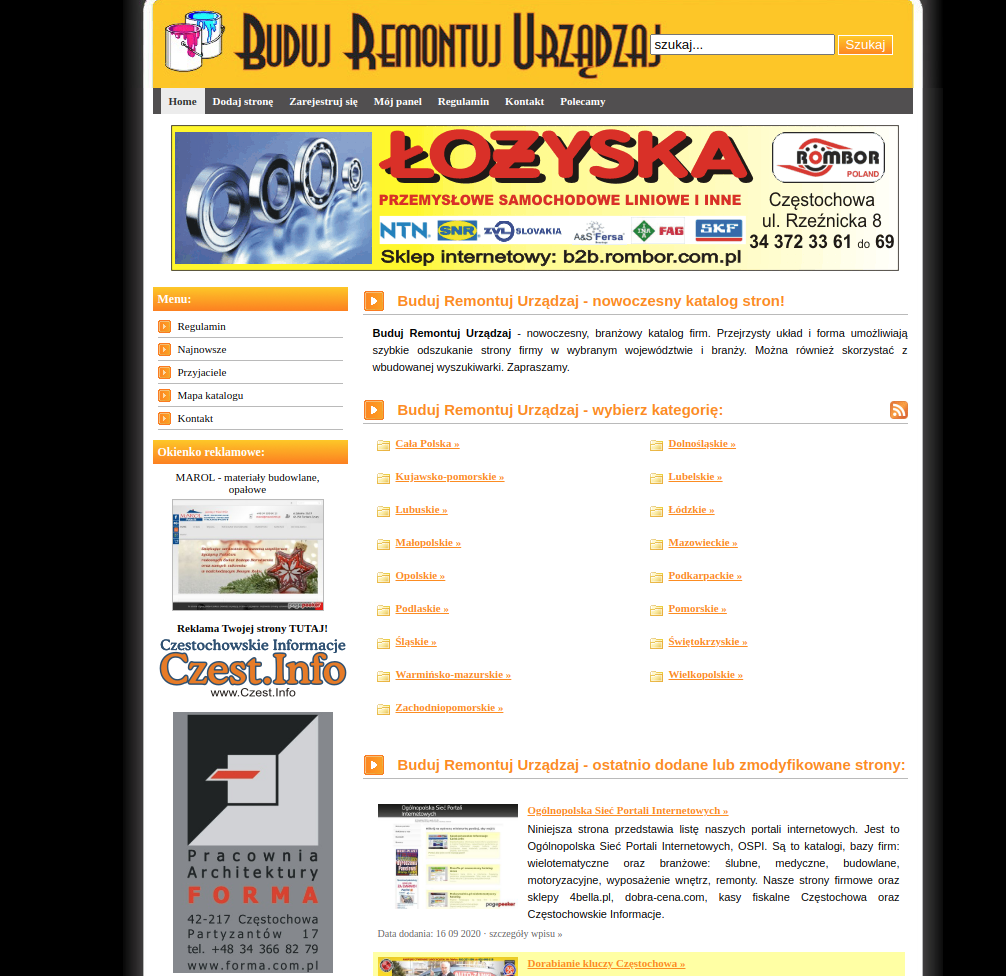 Buduj Remontuj Urządzaj
szukaj...
Szukaj
Home Dodaj stronę Zarejestruj się Mój panel Regulamin Kontakt Polecamy
ŁOŻYSKA
PRZEMYSŁOWE SAMOCHODOWE LINIOWE I INNE
NTN SNR ZVL SLOVAKIA A&S Fersa INA FAG SKF
Sklep internetowy: b2b.rombor.com.pl
ROMBOR
POLAND
Częstochowa
ul. Rzeźnicka 8
34 372 33 61 do 69
Menu:
Regulamin
Najnowsze
Przyjaciele
Mapa katalogu
Kontakt
Okienko reklamowe:
MAROL - materiały budowlane,
opałowe
Reklama Twojej strony TUTAJ!
Czestochowskie Informacje
Czest.Info
www.Czest.Info
Pracownia
Architektury
FORMA
42-217 Częstochowa
Partyzantów 17
tel. +48 34 366 82 79
www.forma.com.pl
Buduj Remontuj Urządzaj - nowoczesny katalog stron!
Buduj Remontuj Urządzaj - nowoczesny, branżowy katalog firm. Przejrzysty układ i forma umożliwiają
szybkie odszukanie strony firmy w wybranym województwie i branży. Można również skorzystać z
wbudowanej wyszukiwarki. Zapraszamy.
Buduj Remontuj Urządzaj - wybierz kategorię:
Cała Polska »
Dolnośląskie »
Kujawsko-pomorskie »
Lubelskie »
Lubuskie »
Łódzkie »
Małopolskie »
Mazowieckie »
Opolskie »
Podkarpackie »
Podlaskie »
Pomorskie »
Śląskie »
Świętokrzyskie »
Warmińsko-mazurskie »
Wielkopolskie »
Zachodniopomorskie »
Buduj Remontuj Urządzaj - ostatnio dodane lub zmodyfikowane strony:
Ogólnopolska Sieć Portali
Internetowych
pagepeeker
Ogólnopolska Sieć Portali Internetowych »
Niniejsza strona przedstawia listę naszych portali internetowych. Jest to
Ogólnopolska Sieć Portali Internetowych, OSPI. Są to katalogi, bazy firm:
wielotematyczne oraz branżowe: ślubne, medyczne, budowlane,
motoryzacyjne, wyposażenie wnętrz, remonty. Nasze strony firmowe oraz
sklepy 4bella.pl, dobra-cena.com, kasy fiskalne Częstochowa oraz
Częstochowskie Informacje.
Data dodania: 16 09 2020 · szczegóły wpisu »
Dorabianie kluczy Częstochowa »